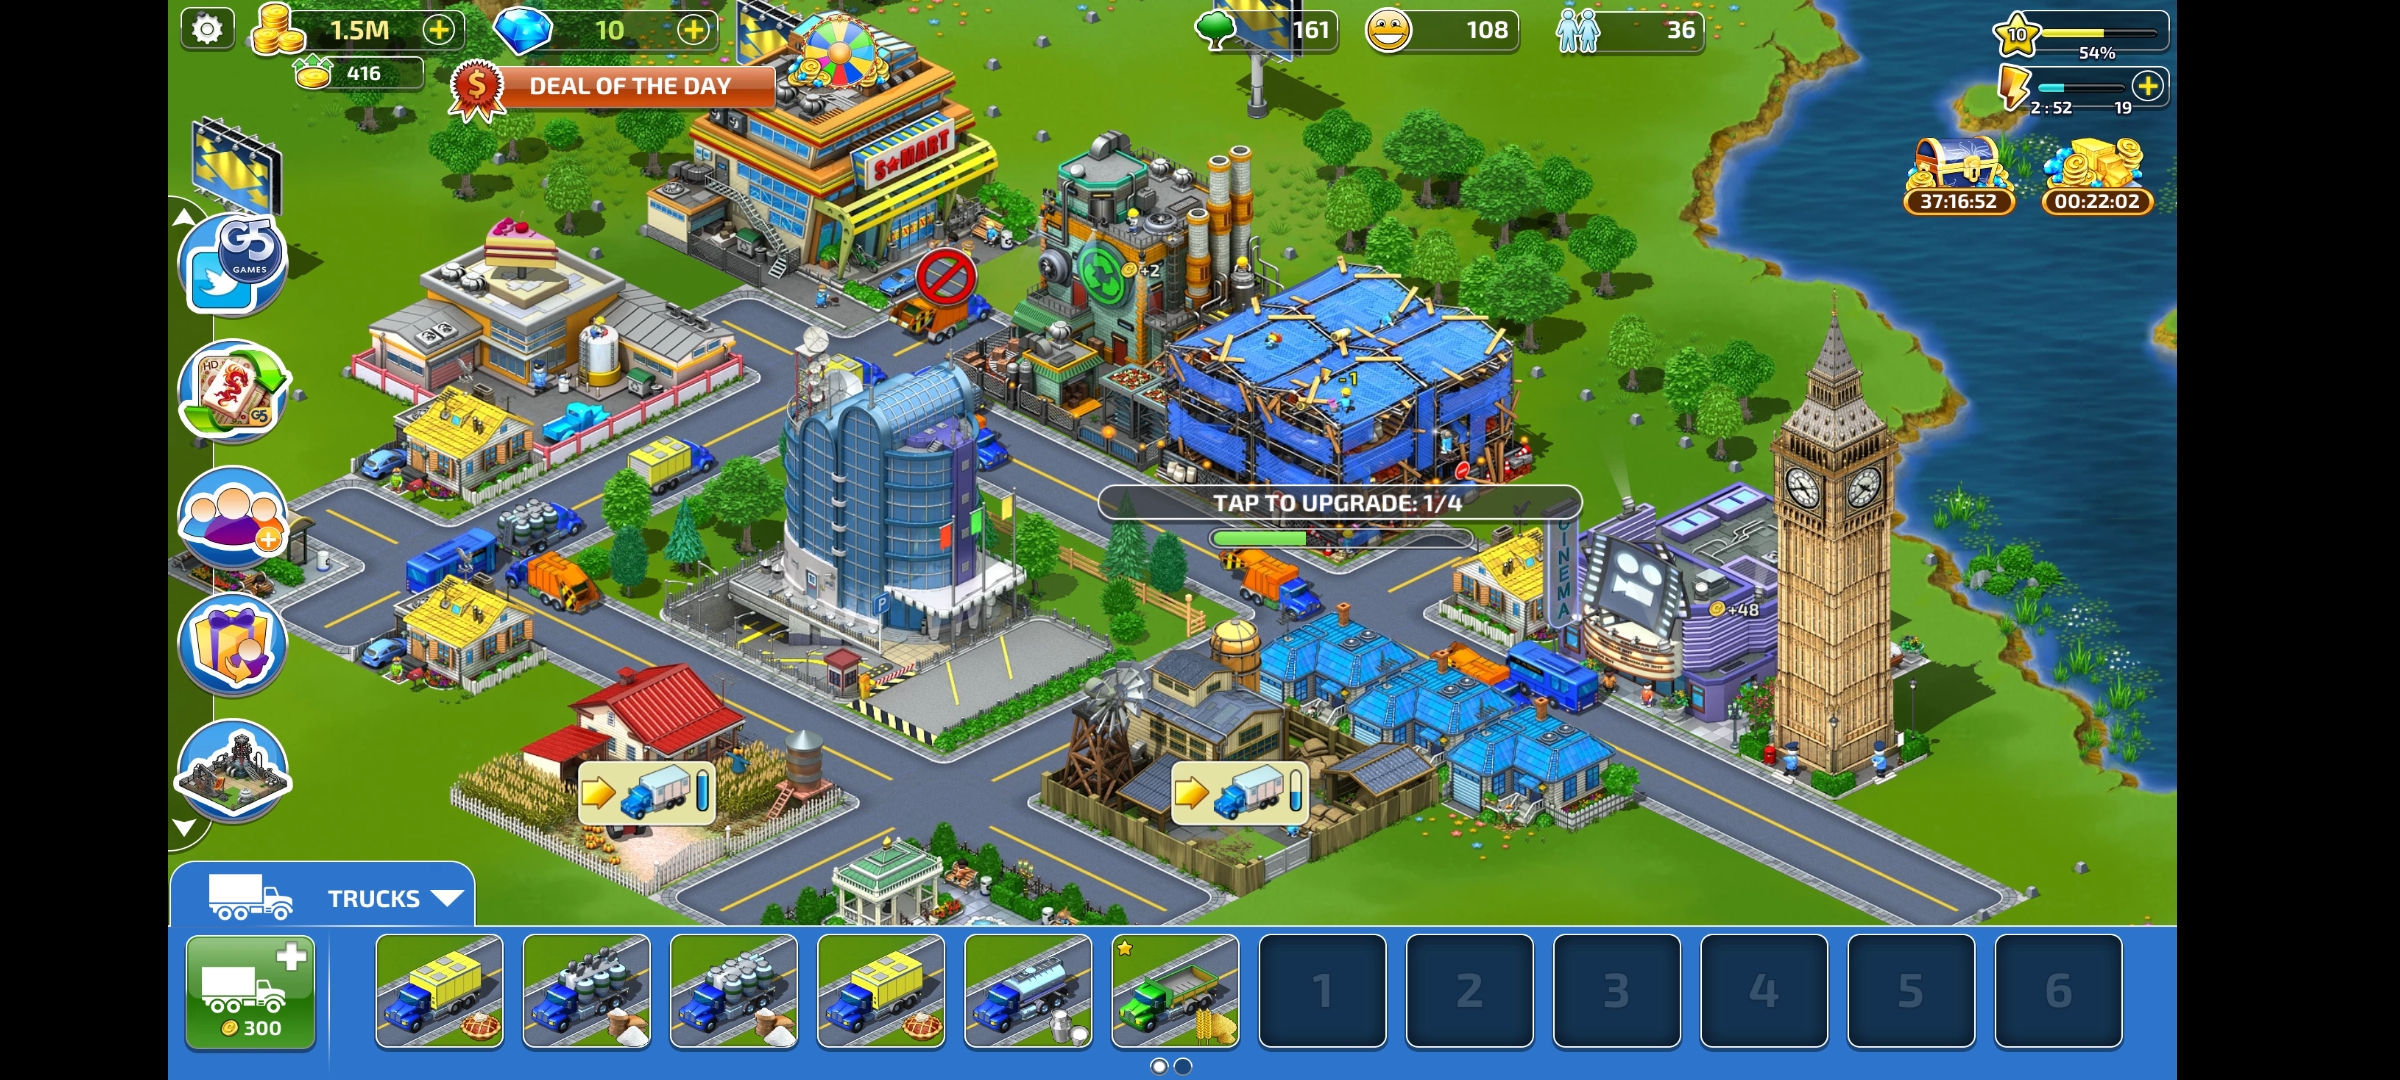 1.5M
10
161
108
36
10
54%
416
DEAL OF THE DAY
2:52
19
S★MART
37:16:52
00:22:02
G5
GAMES
+2
HD
G5
-1
TAP TO UPGRADE: 1/4
CINEMA
P
+48
TRUCKS
300
1
2
3
4
5
6